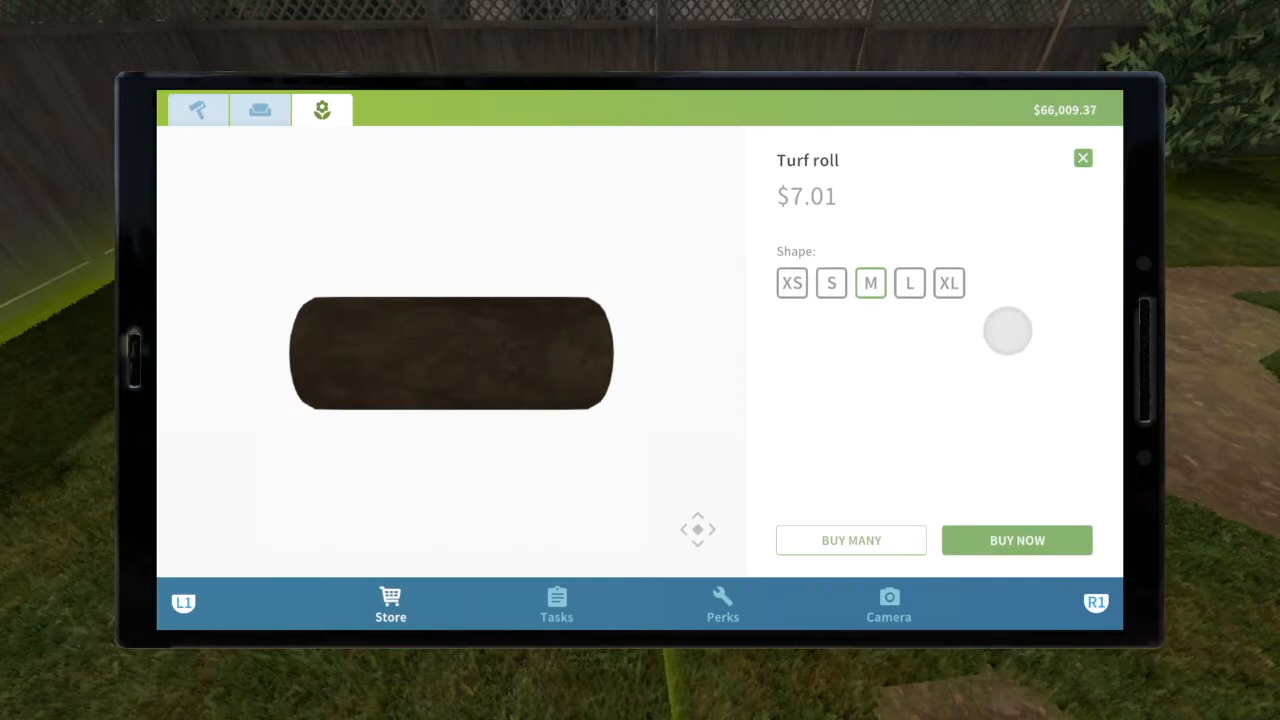 $66,009.37
Turf roll
$7.01
Shape:
XS S M L XL
BUY MANY BUY NOW
L1 Store Tasks Perks Camera R1